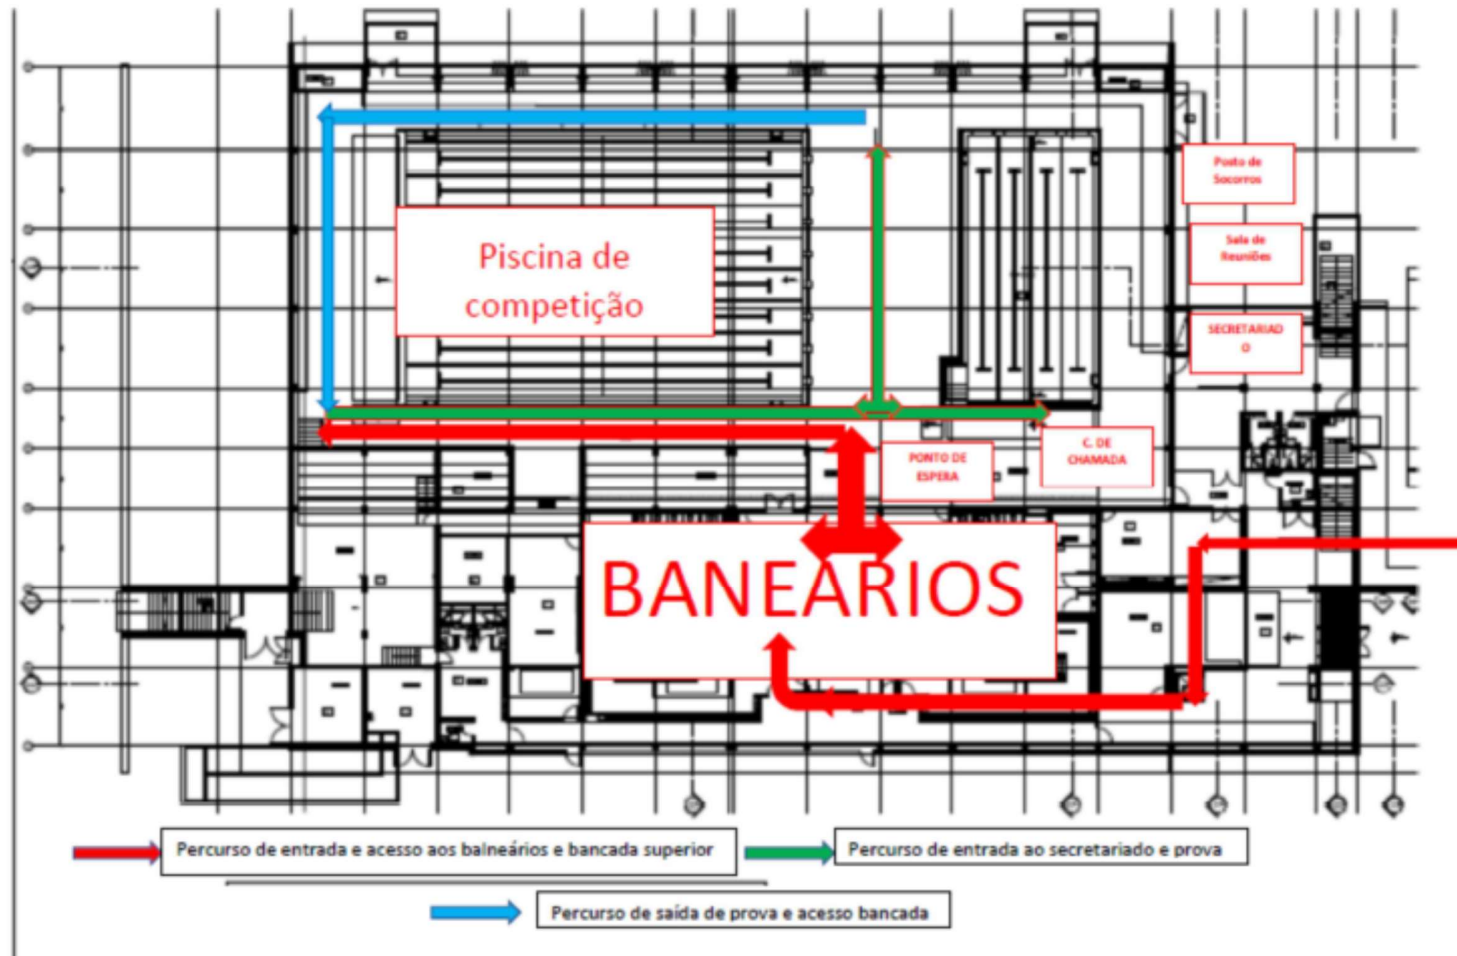 Posto de
Socorros
Sala de
Reuniões
Piscina de
competição
SECRETARIAD
O
C. DE
CHAMADA
PONTO DE
ESPERA
BANEÁRIOS
Percurso de entrada e acesso aos balneários e bancada superior
Percurso de entrada ao secretariado e prova
Percurso de saída de prova e acesso bancada